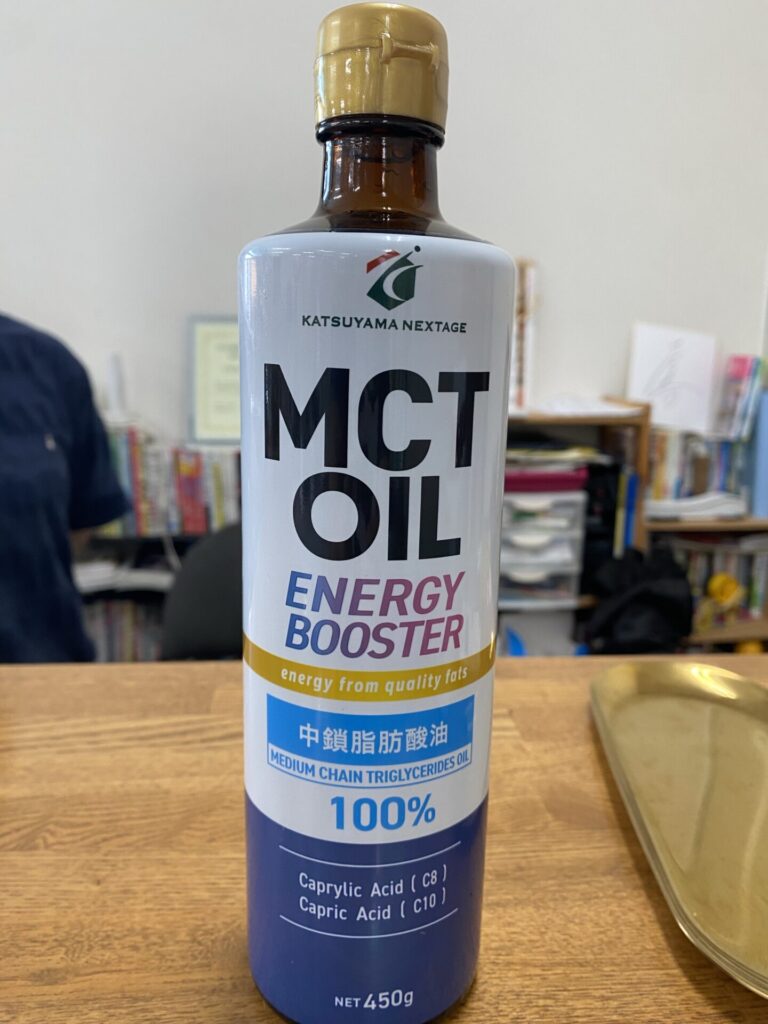 KATSUYAMA NEXTAGE
MCT
OIL
ENERGY
BOOSTER
energy from quality fats
中鎖脂肪酸油
MEDIUM CHAIN TRIGLYCERIDES OIL
100%
Caprylic Acid ( C8 )
Capric Acid ( C10 )
NET 450g